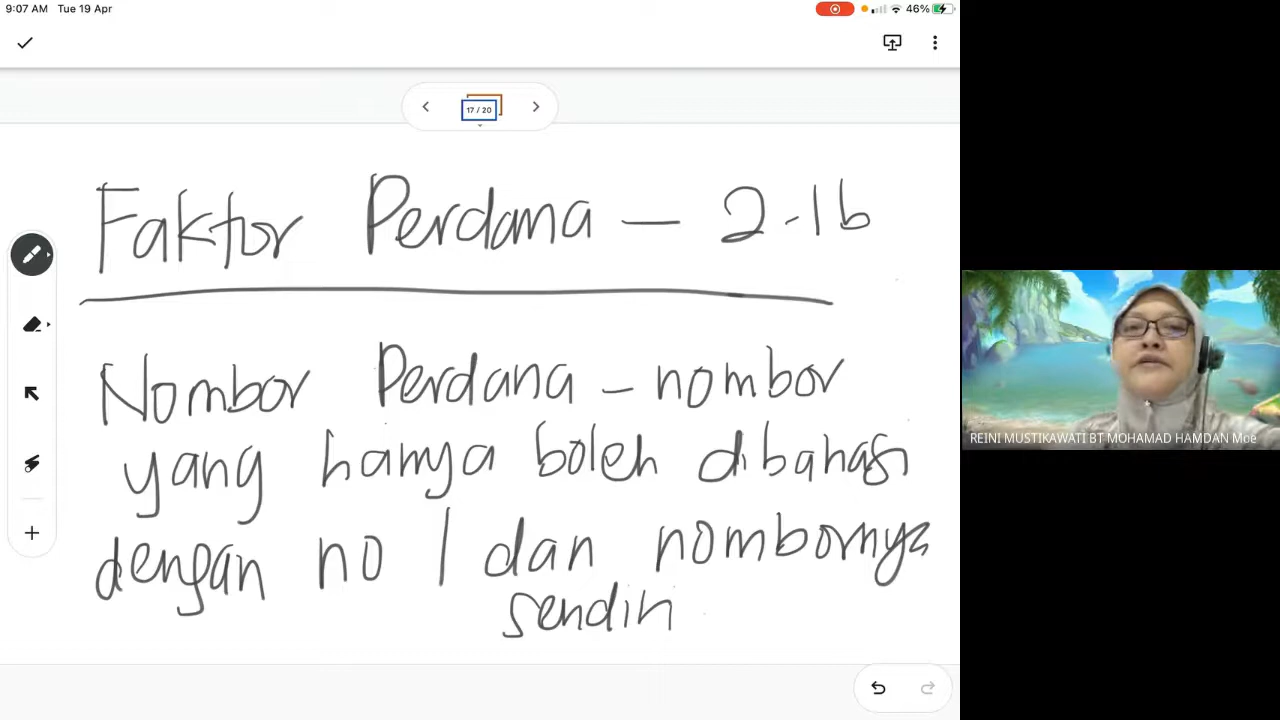 9:07 AM Tue 19 Apr
46%
17 / 20
Faktor Perdana – 2.1b
Nombor Perdana – nombor
yang hanya boleh dibahagi
dengan no 1 dan nombornya
sendiri
REINI MUSTIKAWATI BT MOHAMAD HAMDAN Moe